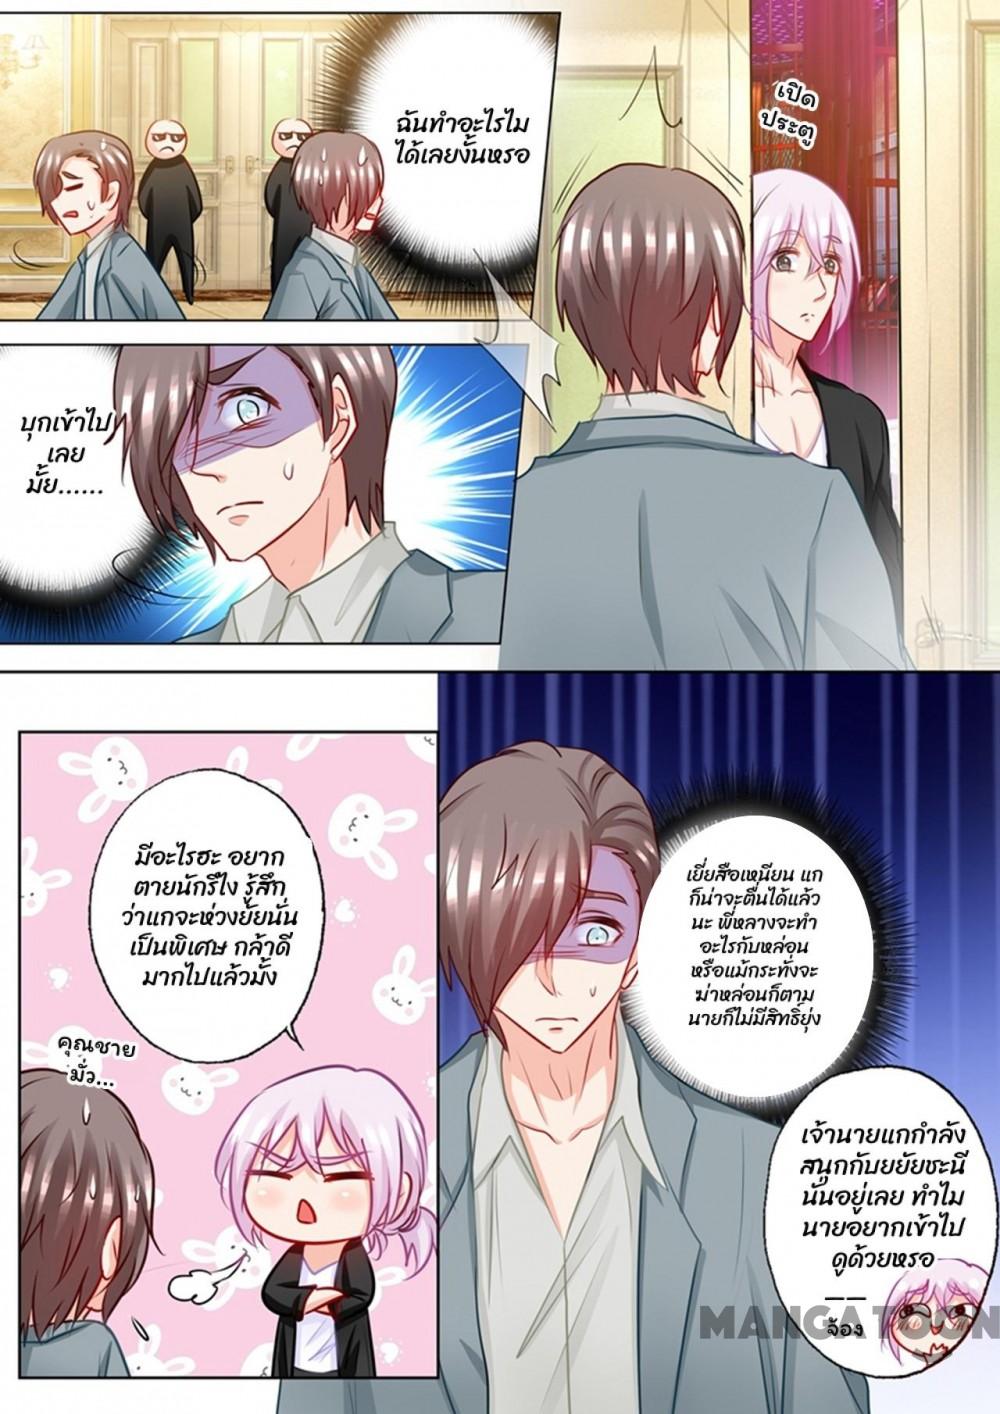 ฉันทำอะไรไม
ได้เลยงั้นหรอ
เปิด
ประตู
บุกเข้าไป
เลย
มั้ย......
มีอะไรฮะ อยาก
ตายนักรึไง รู้สึก
ว่าแกจะห่วงยัยนั่น
เป็นพิเศษ กล้าดี
มากไปแล้วมั้ง
คุณชาย
มั่ว...
เยี่ยสือเหนียน แก
ก็น่าจะตื่นได้แล้ว
นะ พี่หลางจะทำ
อะไรกับหล่อน
หรือแม้กระทั่งจะ
ฆ่าหล่อนก็ตาม
นายก็ไม่มีสิทธิ์ยุ่ง
เจ้านายแกกำลัง
สนุกกับยยัยชะนี
นั่นอยู่เลย ทำไม
นายอยากเข้าไป
ดูด้วยหรอ
จ้อง
MANGATOON